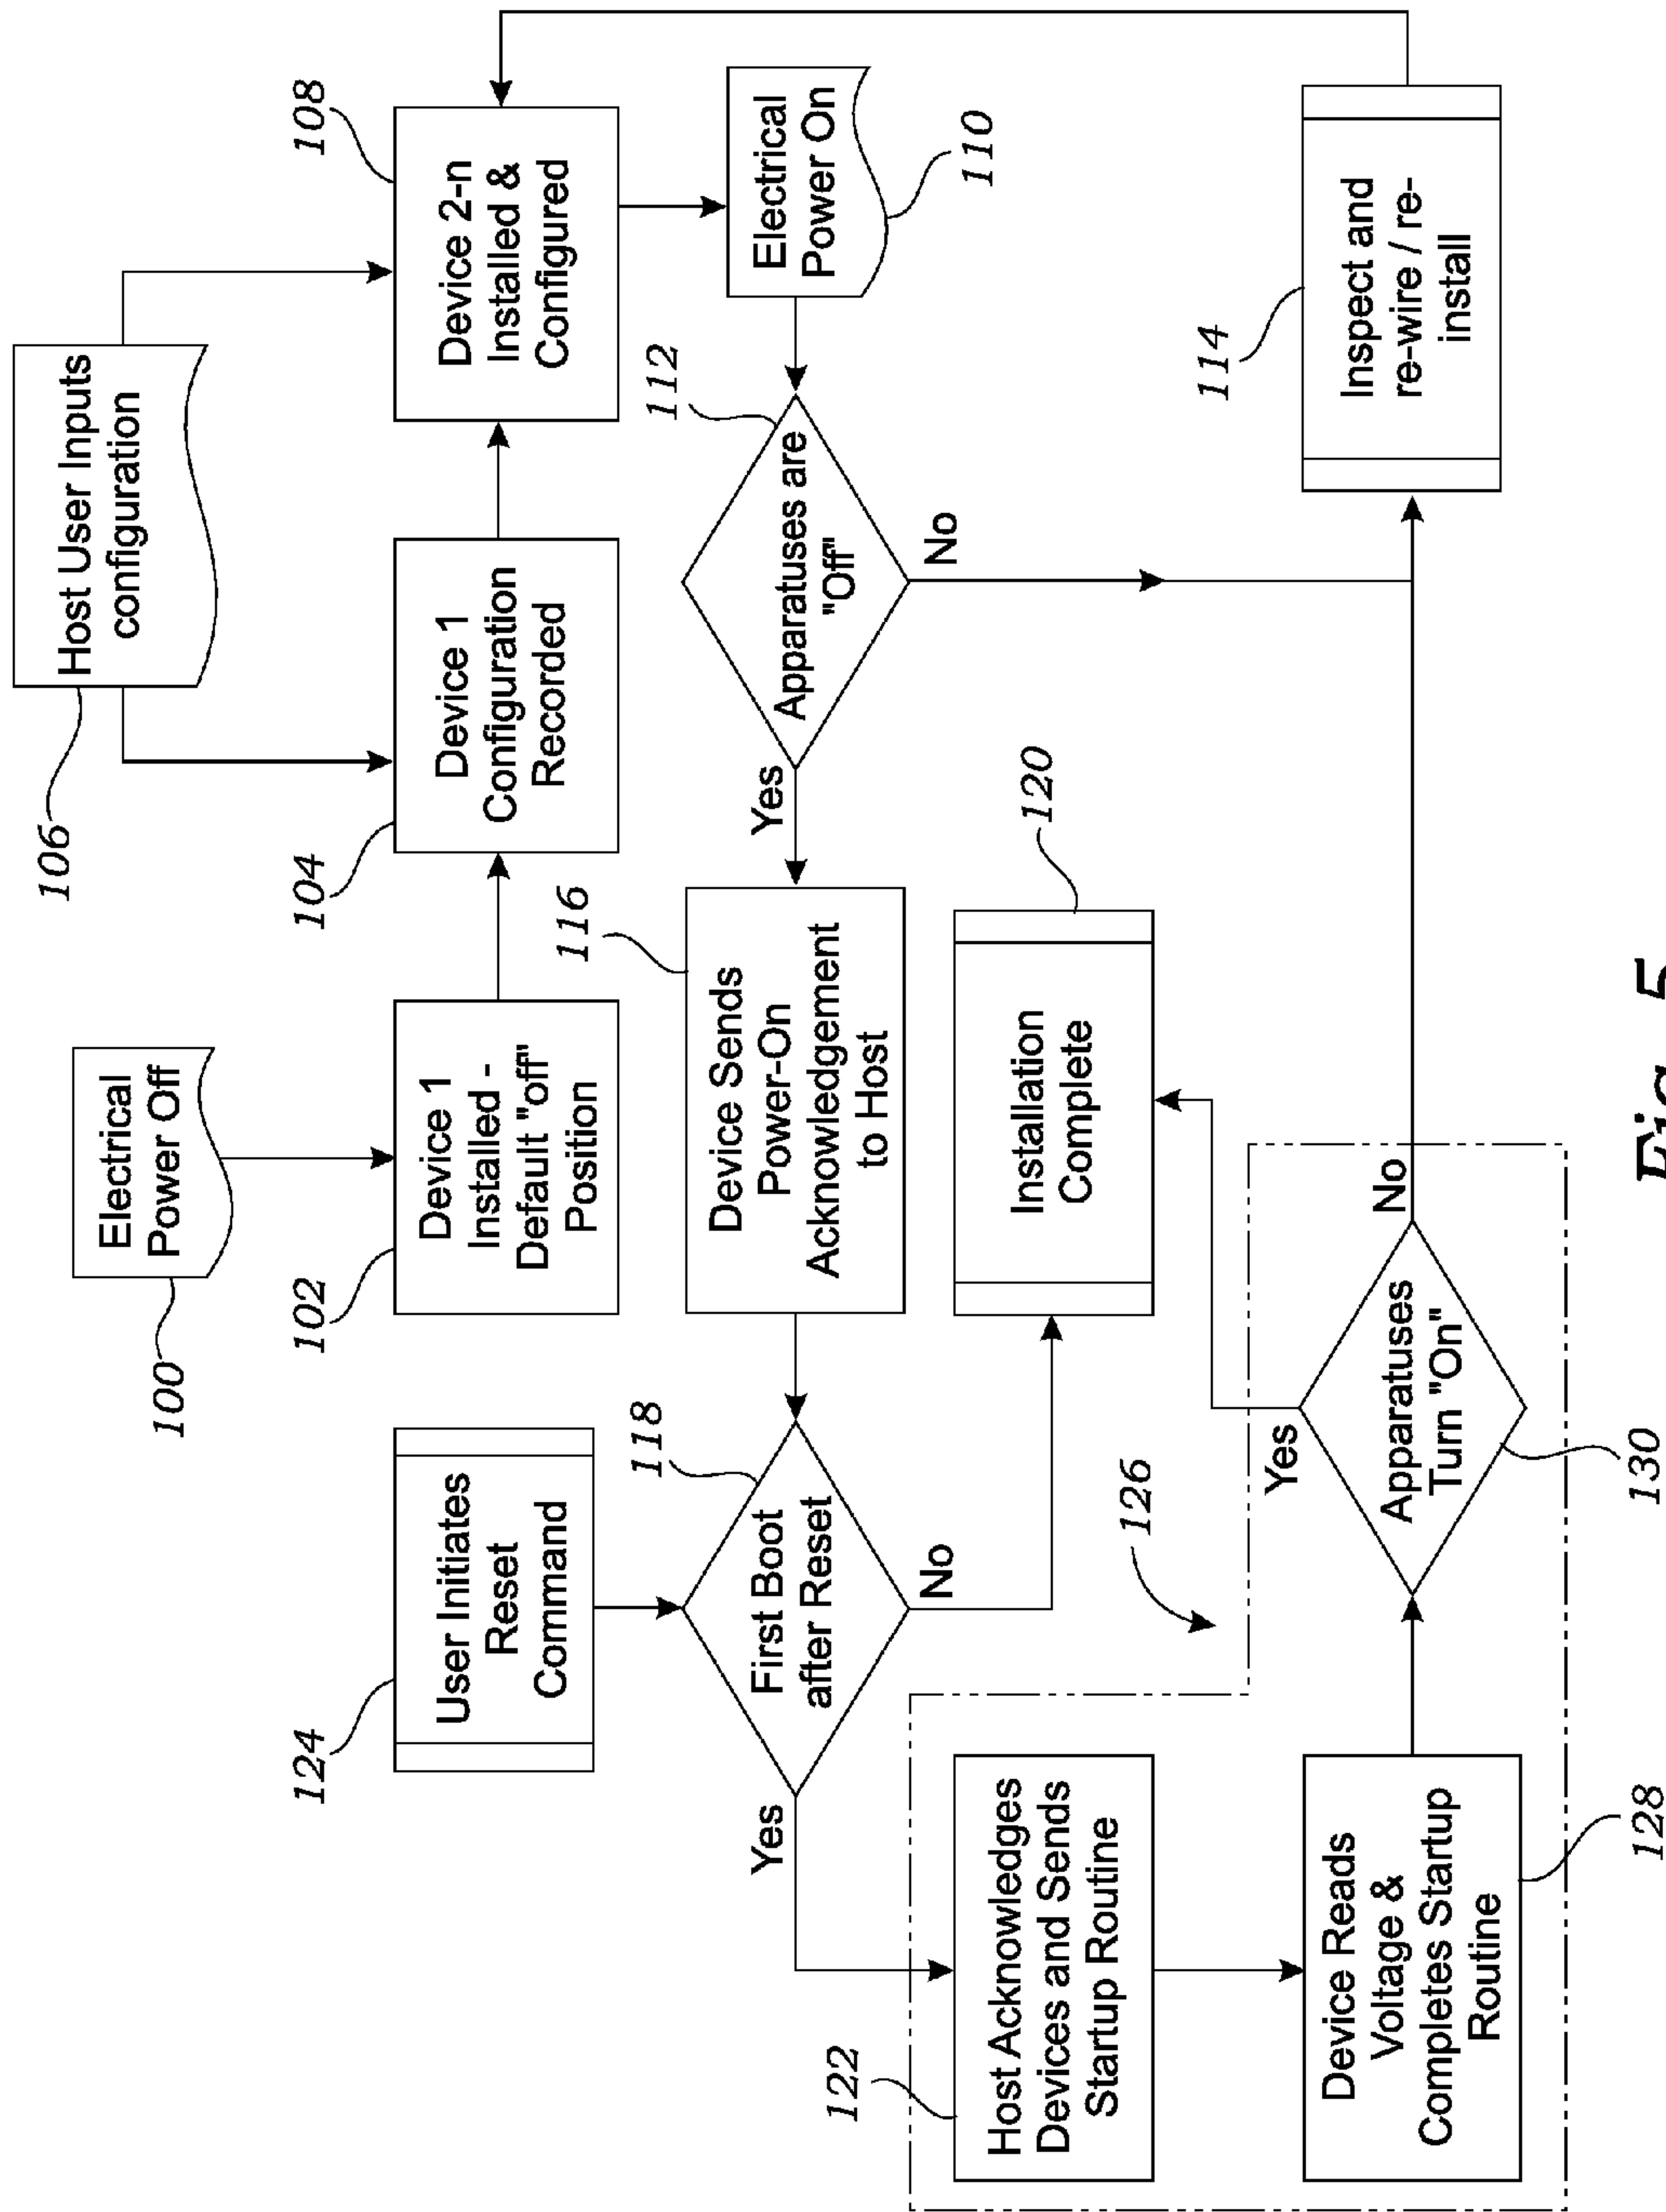 106
Host User Inputs
configuration
100
Electrical
Power Off
102
Device 1
Installed -
Default "off"
Position
104
Device 1
Configuration
Recorded
108
Device 2-n
Installed &
Configured
124
User Initiates
Reset
Command
118
First Boot
after Reset
Yes
No
116
Device Sends
Power-On
Acknowledgement
to Host
112
Apparatuses are
"Off"
Yes
No
Electrical
Power On
110
120
Installation
Complete
122
Host Acknowledges
Devices and Sends
Startup Routine
126
Device Reads
Voltage &
Completes Startup
Routine
128
Apparatuses
Turn "On"
Yes
No
130
114
Inspect and
re-wire / re-
install
Fig. 5